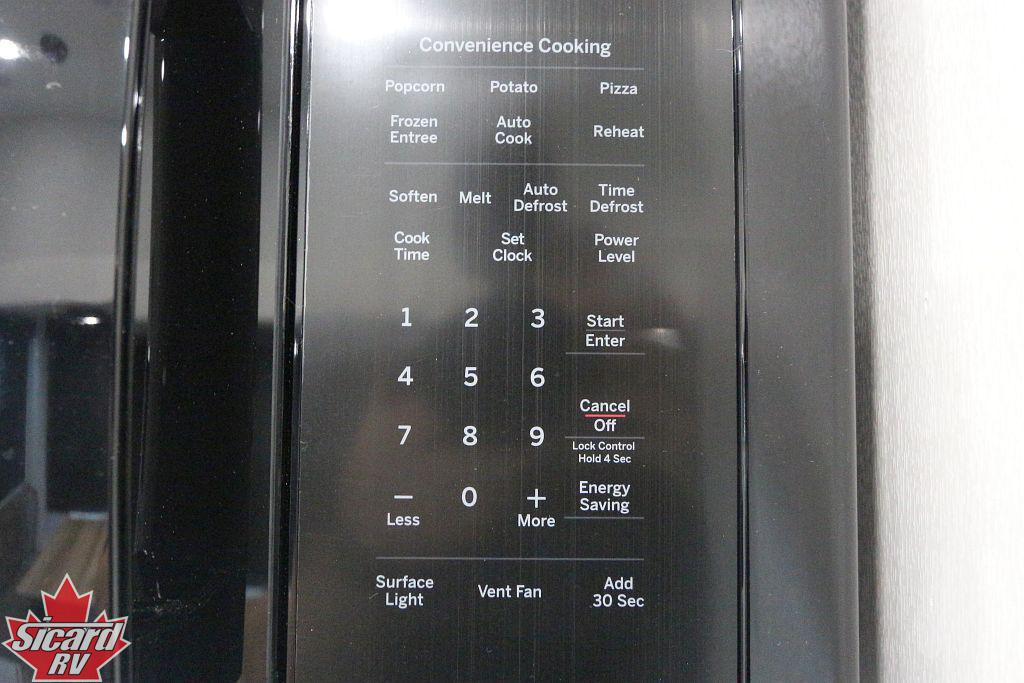 Convenience Cooking
Popcorn Potato Pizza
Frozen Entree Auto Cook Reheat
Soften Melt Auto Defrost Time Defrost
Cook Time Set Clock Power Level
1 2 3 Start Enter
4 5 6
Cancel Off
7 8 9
Lock Control
Hold 4 Sec
− Less 0 + More Energy Saving
Surface Light Vent Fan Add 30 Sec
Sicard
RV